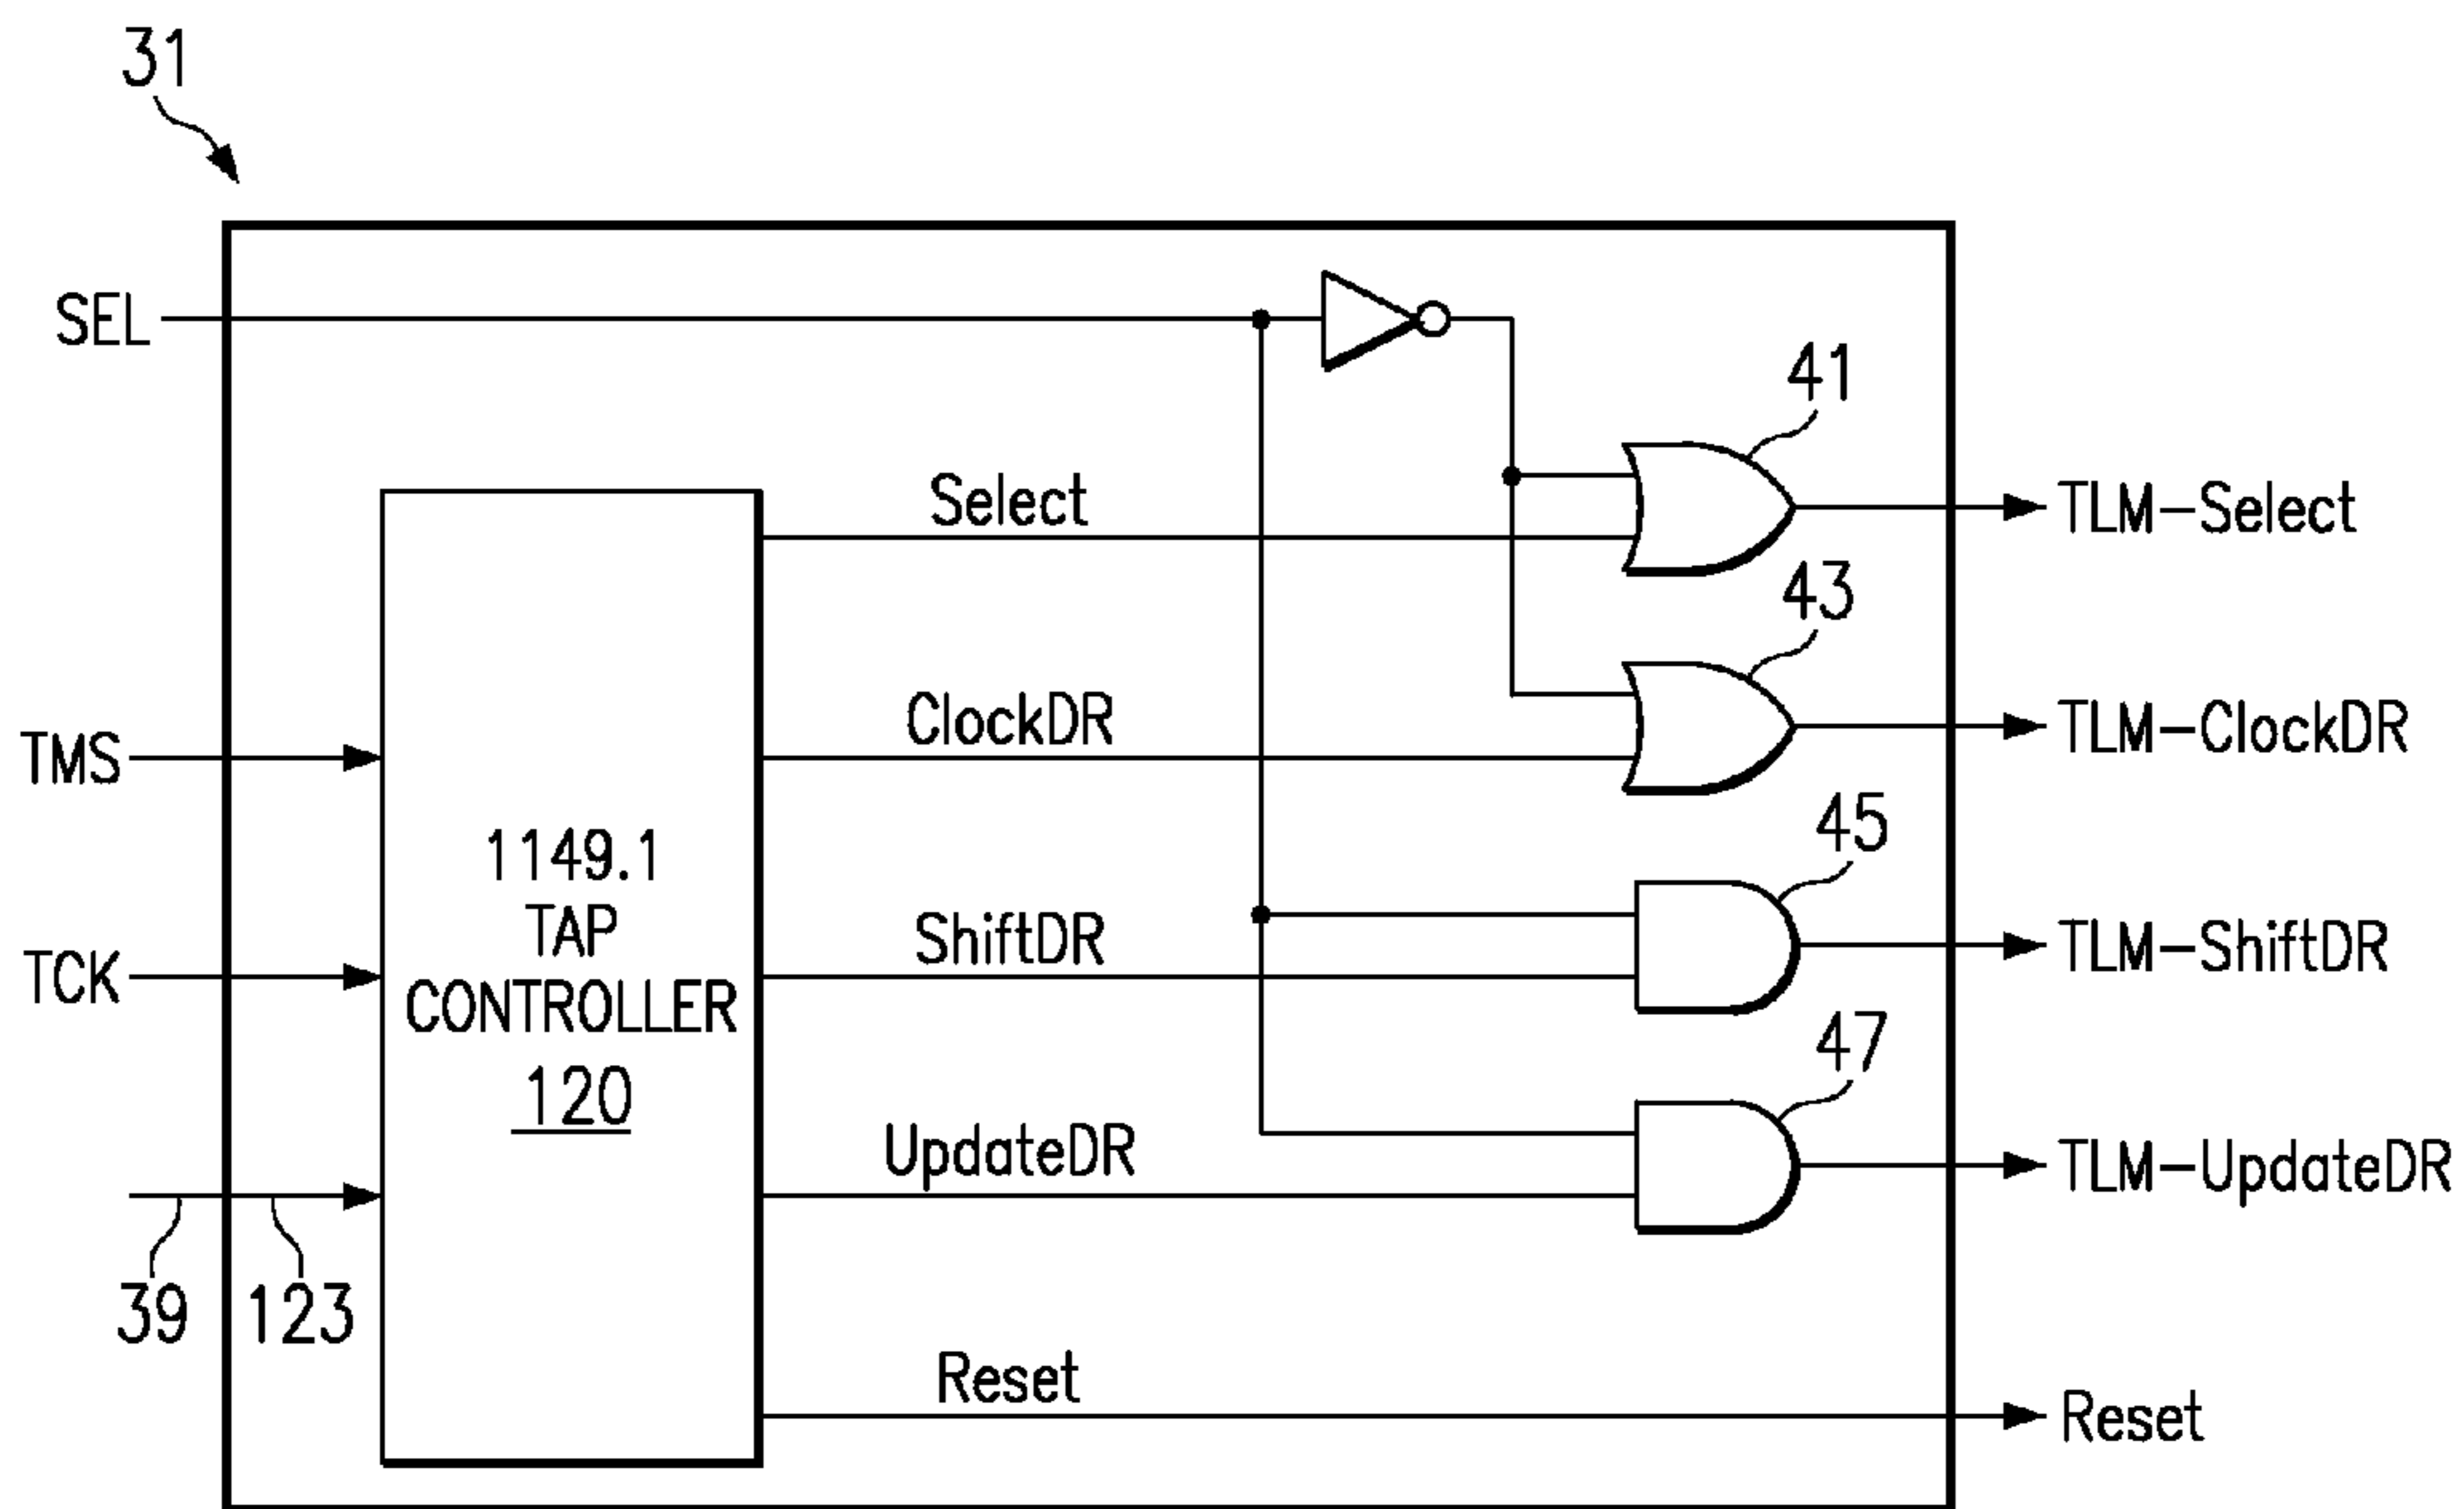 31
SEL
41
Select
TLM-Select
43
ClockDR
TLM-ClockDR
TMS
45
1149.1
TAP
CONTROLLER
120
ShiftDR
TLM-ShiftDR
TCK
47
UpdateDR
TLM-UpdateDR
39
123
Reset
Reset